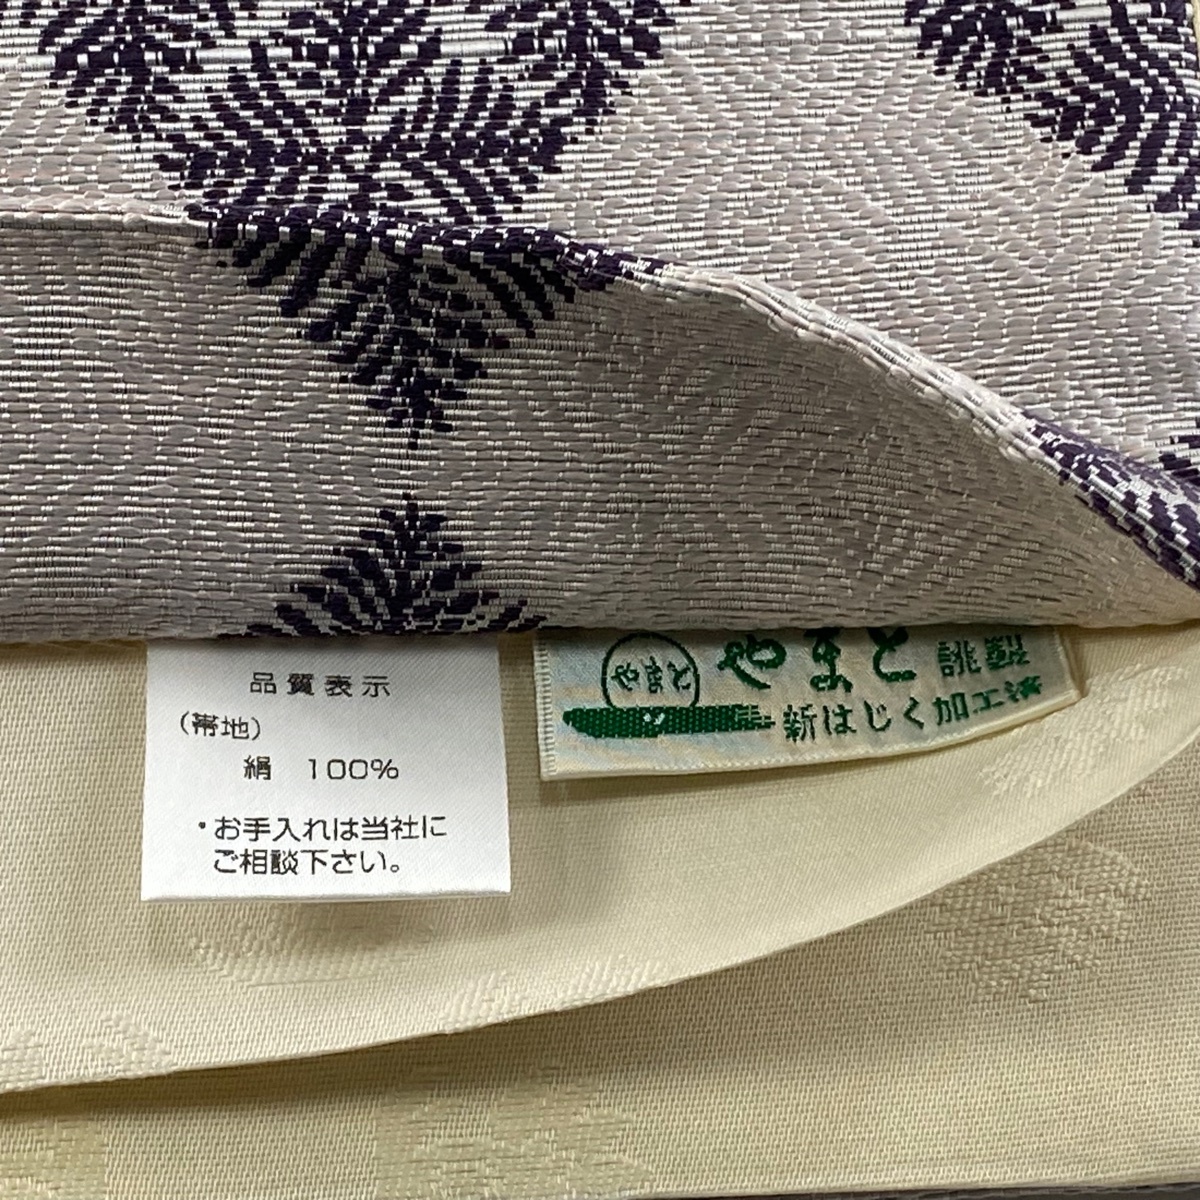 品質表示
(帯地)
絹 100%
・お手入れは当社に
ご相談下さい。
やまと
やまと 誂製
新はじく加工済